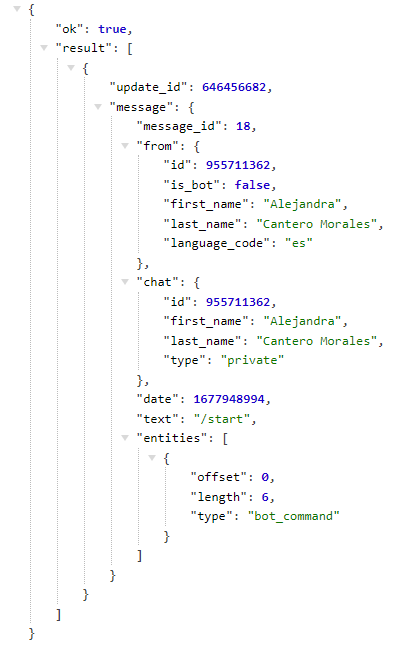 {
"ok": true,
"result": [
{
"update_id": 646456682,
"message": {
"message_id": 18,
"from": {
"id": 955711362,
"is_bot": false,
"first_name": "Alejandra",
"last_name": "Cantero Morales",
"language_code": "es"
},
"chat": {
"id": 955711362,
"first_name": "Alejandra",
"last_name": "Cantero Morales",
"type": "private"
},
"date": 1677948994,
"text": "/start",
"entities": [
{
"offset": 0,
"length": 6,
"type": "bot_command"
}
]
}
}
]
}